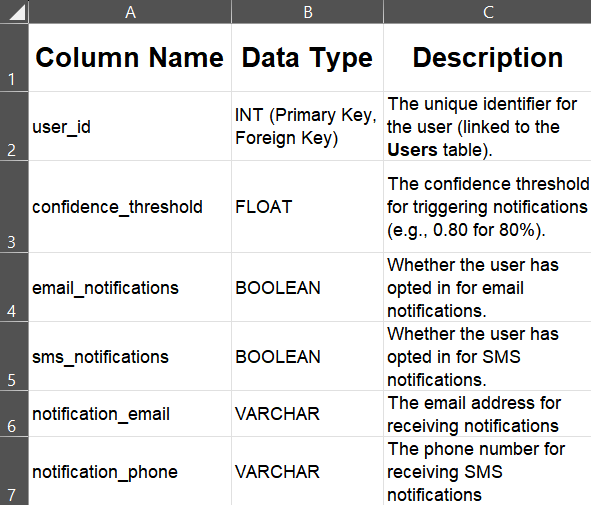 A B C
1 Column Name Data Type Description
2 user_id INT (Primary Key, Foreign Key) The unique identifier for the user (linked to the Users table).
3 confidence_threshold FLOAT The confidence threshold for triggering notifications (e.g., 0.80 for 80%).
4 email_notifications BOOLEAN Whether the user has opted in for email notifications.
5 sms_notifications BOOLEAN Whether the user has opted in for SMS notifications.
6 notification_email VARCHAR The email address for receiving notifications
7 notification_phone VARCHAR The phone number for receiving SMS notifications